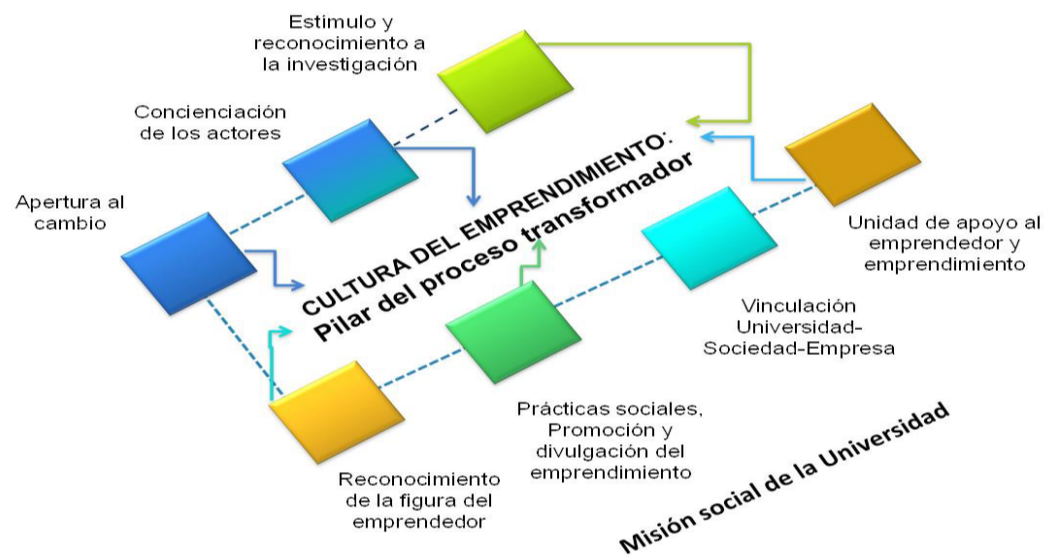 Estimulo y
reconocimiento a
la investigación
Concienciación
de los actores
Apertura al
cambio
CULTURA DEL EMPRENDIMIENTO:
Pilar del proceso transformador
Unidad de apoyo al
emprendedor y
emprendimiento
Vinculación
Universidad-
Sociedad-Empresa
Prácticas sociales,
Promoción y
divulgación del
emprendimiento
Reconocimiento
de la figura del
emprendedor
Misión social de la Universidad